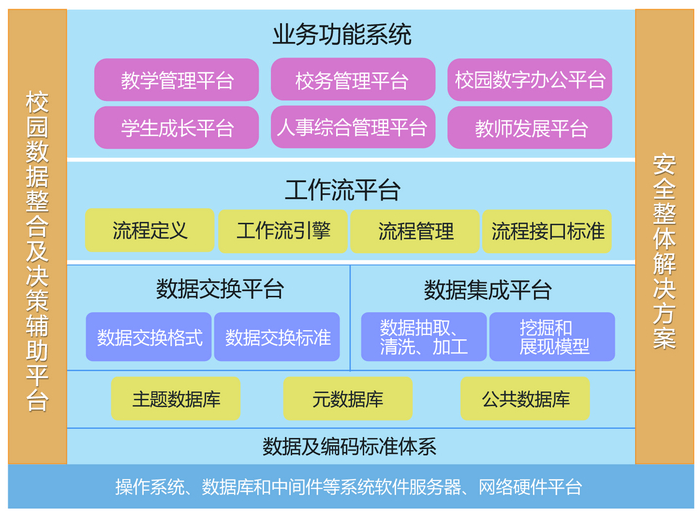 校园数据整合及决策辅助平台
业务功能系统
教学管理平台
校务管理平台
校园数字办公平台
学生成长平台
人事综合管理平台
教师发展平台
工作流平台
流程定义
工作流引擎
流程管理
流程接口标准
数据交换平台
数据交换格式
数据交换标准
数据集成平台
数据抽取、
清洗、加工
挖掘和
展现模型
主题数据库
元数据库
公共数据库
数据及编码标准体系
安全整体解决方案
操作系统、数据库和中间件等系统软件服务器、网络硬件平台